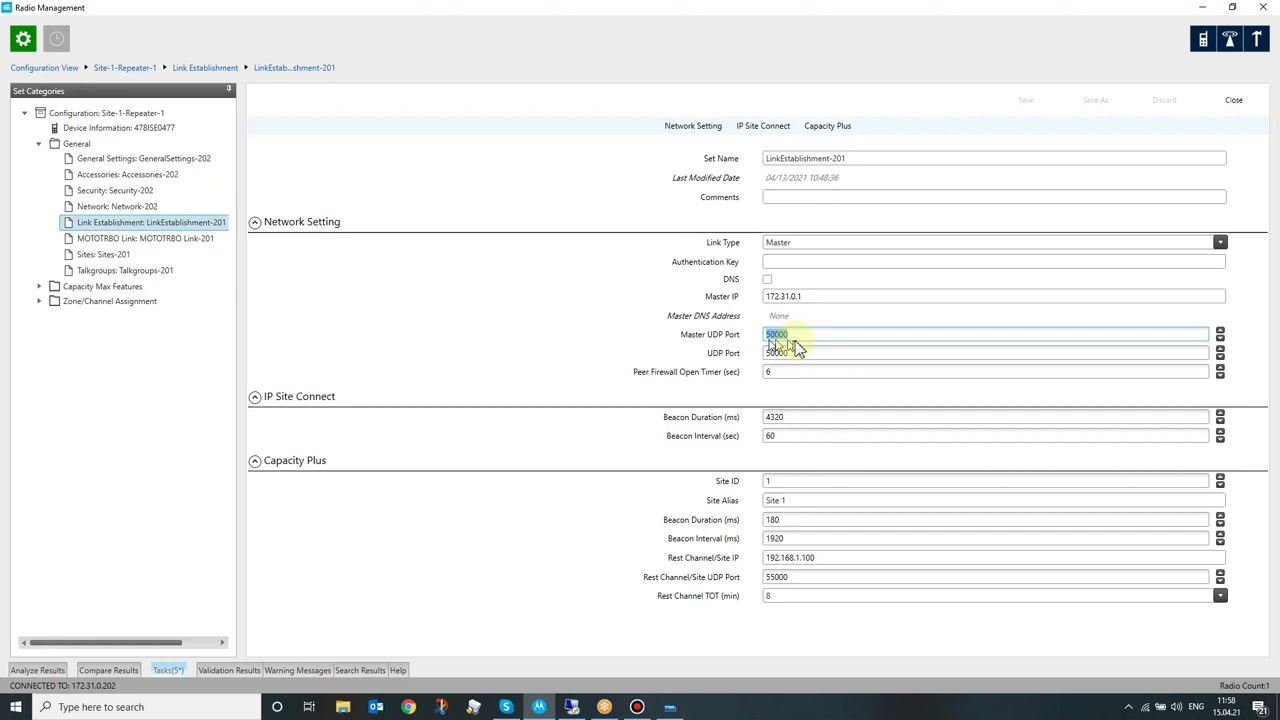 Radio Management
Configuration View
Site-1-Repeater-1
Link Establishment
LinkEstab...shment-201
Set Categories
Save
Save As
Discard
Close
Configuration: Site-1-Repeater-1
Device Information: 478ISE0477
General
General Settings: GeneralSettings-202
Accessories: Accessories-202
Security: Security-202
Network: Network-202
Link Establishment: LinkEstablishment-201
MOTOTRBO Link: MOTOTRBO Link-201
Sites: Sites-201
Talkgroups: Talkgroups-201
Capacity Max Features
Zone/Channel Assignment
Network Setting IP Site Connect Capacity Plus
Set Name LinkEstablishment-201
Last Modified Date 04/13/2021 10:48:36
Comments
Network Setting
Link Type Master
Authentication Key
DNS
Master IP 172.31.0.1
Master DNS Address None
Master UDP Port 50000
UDP Port 50000
Peer Firewall Open Timer (sec) 6
IP Site Connect
Beacon Duration (ms) 4320
Beacon Interval (sec) 60
Capacity Plus
Site ID 1
Site Alias Site 1
Beacon Duration (ms) 180
Beacon Interval (ms) 1920
Rest Channel/Site IP 192.168.1.100
Rest Channel/Site UDP Port 55000
Rest Channel TOT (min) 8
Analyze Results Compare Results Tasks(5*) Validation Results Warning Messages Search Results Help
CONNECTED TO: 172.31.0.202
Radio Count:1
Type here to search
ENG
11:58
15.04.21
21